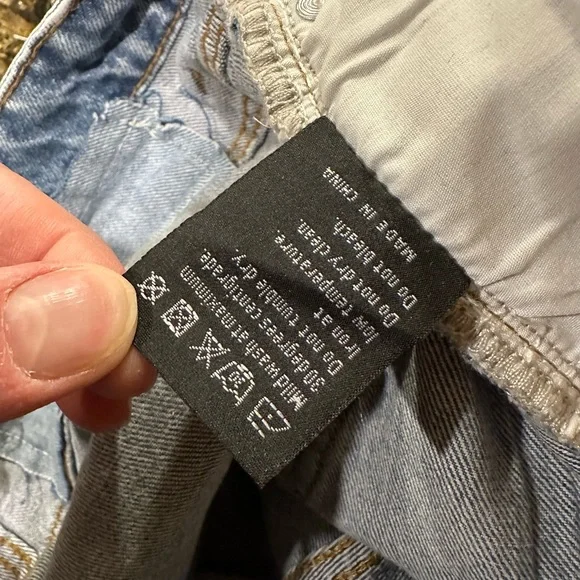 Mild wash at maximum
30 degrees centigrade.
Do not tumble dry.
Iron at
low temperature
Do not dry clean.
Do not bleach.
MADE IN CHINA